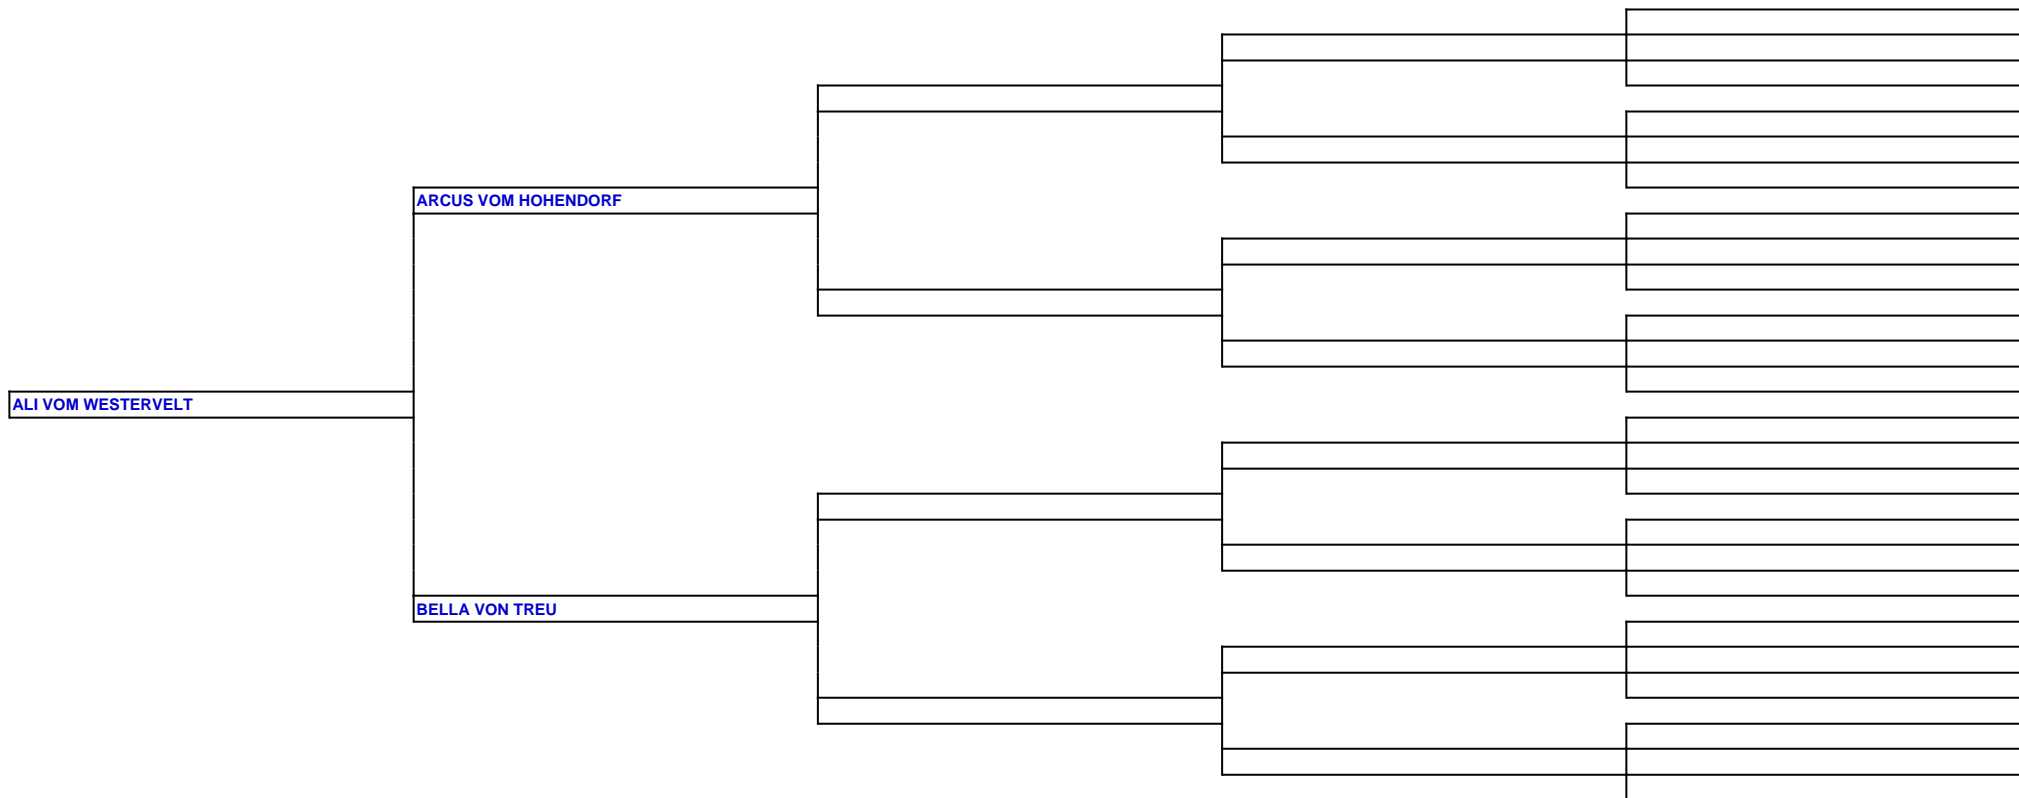 ARCUS VOM HOHENDORF
ALI VOM WESTERVELT
BELLA VON TREU